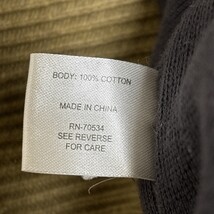 BODY: 100% COTTON
MADE IN CHINA
RN-70534
SEE REVERSE
FOR CARE